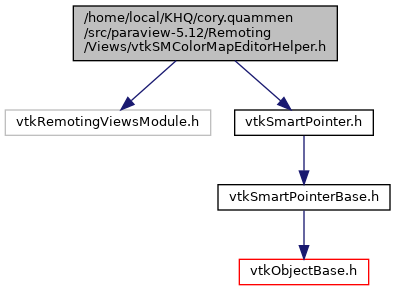 /home/local/KHQ/cory.quammen
/src/paraview-5.12/Remoting
/Views/vtkSMColorMapEditorHelper.h
vtkRemotingViewsModule.h
vtkSmartPointer.h
vtkSmartPointerBase.h
vtkObjectBase.h